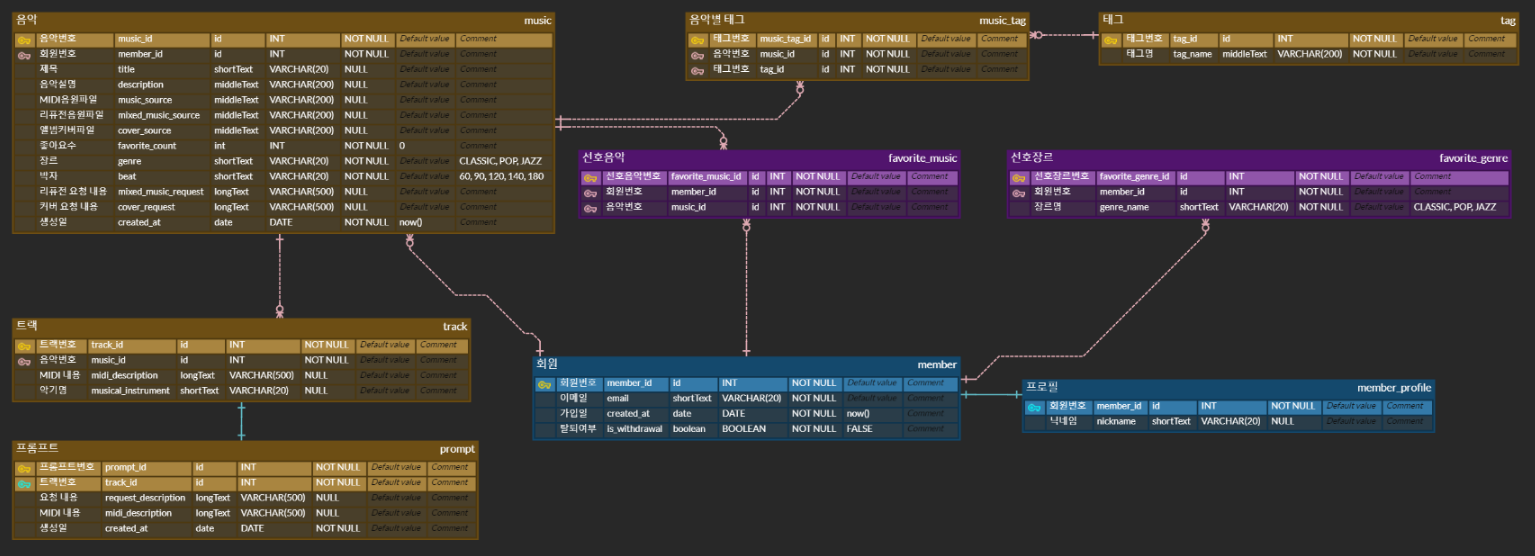 음악 music
음악번호 music_id id INT NOT NULL Default value Comment
회원번호 member_id id INT NOT NULL Default value Comment
제목 title shortText VARCHAR(20) NULL Default value Comment
음악설명 description middleText VARCHAR(200) NULL Default value Comment
MIDI음원파일 music_source middleText VARCHAR(200) NULL Default value Comment
리퓨전음원파일 mixed_music_source middleText VARCHAR(200) NULL Default value Comment
앨범커버파일 cover_source middleText VARCHAR(200) NULL Default value Comment
좋아요수 favorite_count int INT NOT NULL 0 Comment
장르 genre shortText VARCHAR(20) NOT NULL Default value CLASSIC, POP, JAZZ
박자 beat shortText VARCHAR(20) NOT NULL Default value 60, 90, 120, 140, 180
리퓨전 요청 내용 mixed_music_request longText VARCHAR(500) NULL Default value Comment
커버 요청 내용 cover_request longText VARCHAR(500) NULL Default value Comment
생성일 created_at date DATE NOT NULL now() Comment
음악별 태그 music_tag
태그번호 music_tag_id id INT NOT NULL Default value Comment
음악번호 music_id id INT NOT NULL Default value Comment
태그번호 tag_id id INT NOT NULL Default value Comment
태그 tag
태그번호 tag_id id INT NOT NULL Default value Comment
태그명 tag_name middleText VARCHAR(200) NOT NULL Default value Comment
선호음악 favorite_music
선호음악번호 favorite_music_id id INT NOT NULL Default value Comment
회원번호 member_id id INT NOT NULL Default value Comment
음악번호 music_id id INT NOT NULL Default value Comment
선호장르 favorite_genre
선호장르번호 favorite_genre_id id INT NOT NULL Default value Comment
회원번호 member_id id INT NOT NULL Default value Comment
장르명 genre_name shortText VARCHAR(20) NOT NULL Default value CLASSIC, POP, JAZZ
트랙 track
트랙번호 track_id id INT NOT NULL Default value Comment
음악번호 music_id id INT NOT NULL Default value Comment
MIDI 내용 midi_description longText VARCHAR(500) NULL Default value Comment
악기명 musical_instrument shortText VARCHAR(20) NULL Default value Comment
회원 member
회원번호 member_id id INT NOT NULL Default value Comment
이메일 email shortText VARCHAR(20) NOT NULL Default value Comment
가입일 created_at date DATE NOT NULL now() Comment
탈퇴여부 is_withdrawal boolean BOOLEAN NOT NULL FALSE Comment
프로필 member_profile
회원번호 member_id id INT NOT NULL Default value Comment
닉네임 nickname shortText VARCHAR(20) NULL Default value Comment
프롬프트 prompt
프롬프트번호 prompt_id id INT NOT NULL Default value Comment
트랙번호 track_id id INT NOT NULL Default value Comment
요청 내용 request_description longText VARCHAR(500) NULL Default value Comment
MIDI 내용 midi_description longText VARCHAR(500) NULL Default value Comment
생성일 created_at date DATE NOT NULL Default value Comment